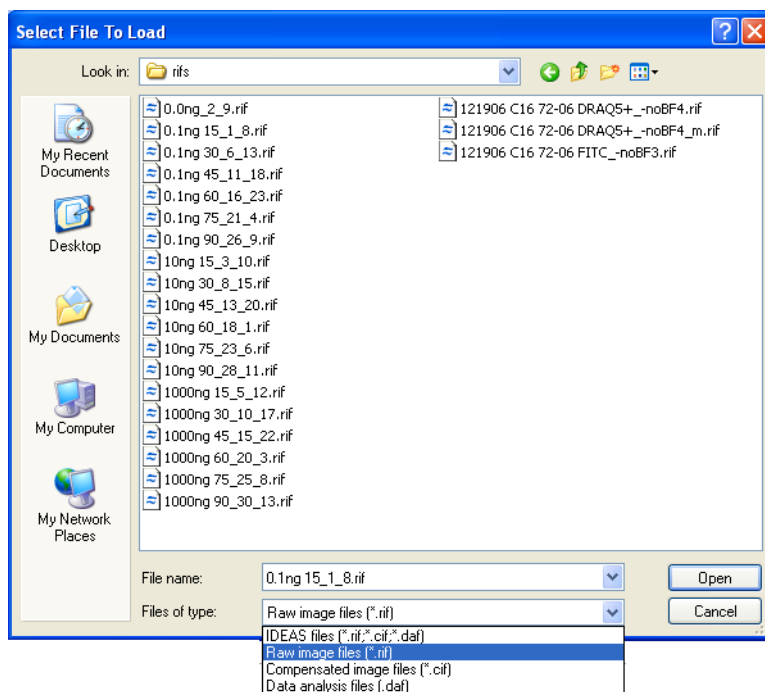 Select File To Load
Look in: rifs
My Recent
Documents
Desktop
My Documents
My Computer
My Network
Places
0.0ng_2_9.rif
0.1ng 15_1_8.rif
0.1ng 30_6_13.rif
0.1ng 45_11_18.rif
0.1ng 60_16_23.rif
0.1ng 75_21_4.rif
0.1ng 90_26_9.rif
10ng 15_3_10.rif
10ng 30_8_15.rif
10ng 45_13_20.rif
10ng 60_18_1.rif
10ng 75_23_6.rif
10ng 90_28_11.rif
1000ng 15_5_12.rif
1000ng 30_10_17.rif
1000ng 45_15_22.rif
1000ng 60_20_3.rif
1000ng 75_25_8.rif
1000ng 90_30_13.rif
121906 C16 72-06 DRAQ5+_-noBF4.rif
121906 C16 72-06 DRAQ5+_-noBF4_m.rif
121906 C16 72-06 FITC_-noBF3.rif
File name: 0.1ng 15_1_8.rif Open
Files of type: Raw image files (*.rif) Cancel
IDEAS files (*.rif;*.cif;*.daf)
Raw image files (*.rif)
Compensated image files (*.cif)
Data analysis files (.daf)